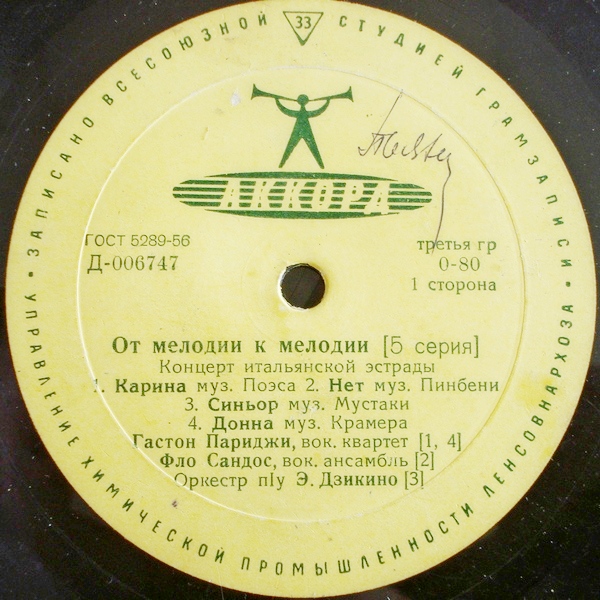 ЗАПИСАНО ВСЕСОЮЗНОЙ СТУДИЕЙ ГРАМЗАПИСИ
33
АККОРД
ГОСТ 5289-56
Д-006747
третья гр
0-80
1 сторона
От мелодии к мелодии [5 серия]
Концерт итальянской эстрады
1. Карина муз. Поэса 2. Нет муз. Пинбени
3. Синьор муз. Мустаки
4. Донна муз. Крамера
Гастон Париджи, вок. квартет [1, 4]
Фло Сандос, вок. ансамбль [2]
Оркестр п/у Э. Дзикино [3]
УПРАВЛЕНИЕ ХИМИЧЕСКОЙ ПРОМЫШЛЕННОСТИ ЛЕНСОВНАРХОЗА